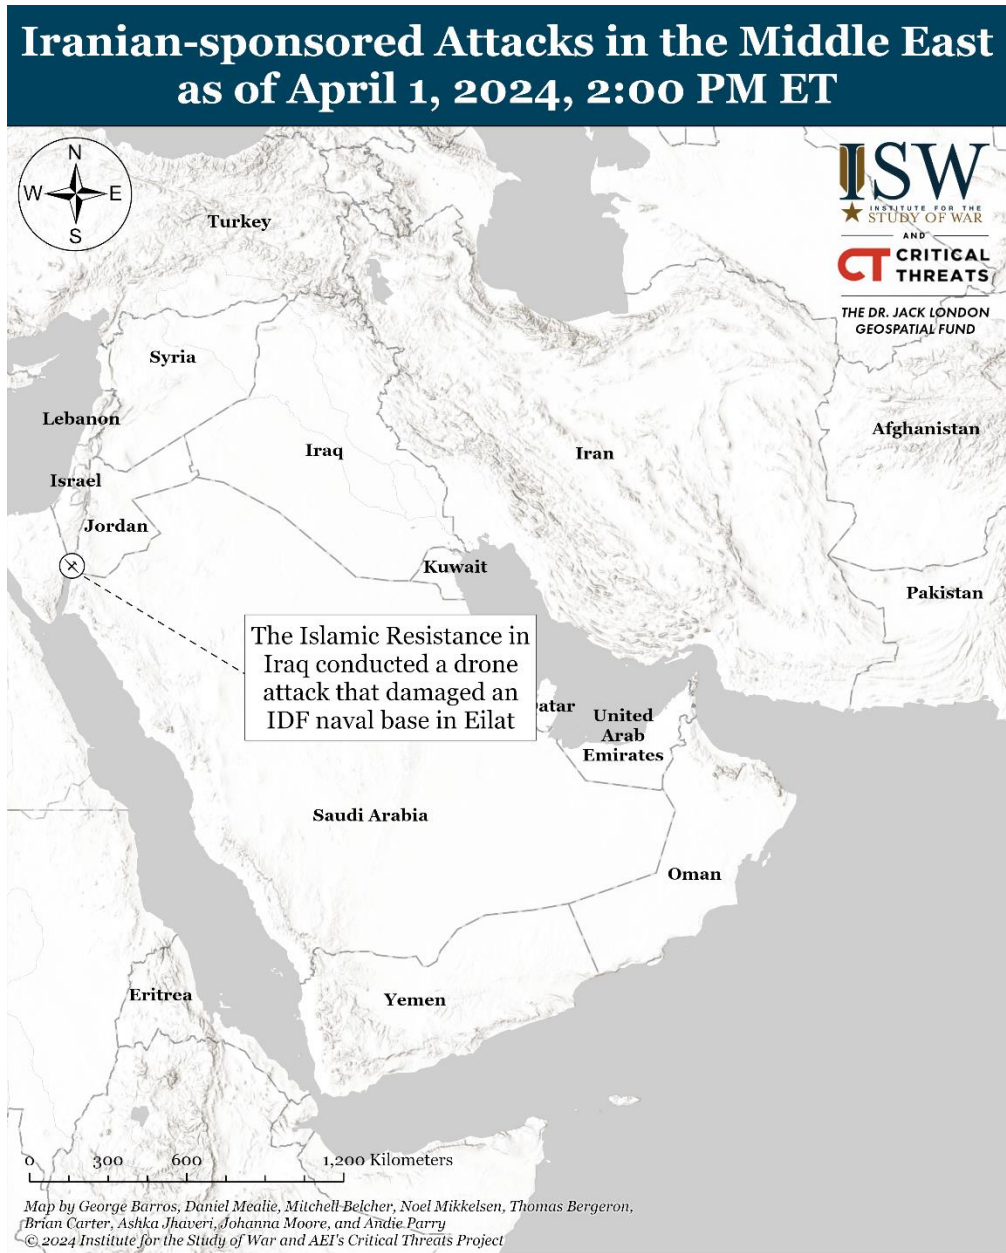 Iranian-sponsored Attacks in the Middle East
as of April 1, 2024, 2:00 PM ET
N
W
E
S
ISW
INSTITUTE FOR THE
STUDY OF WAR
AND
CT CRITICAL
THREATS
THE DR. JACK LONDON
GEOSPATIAL FUND
Turkey
Syria
Lebanon
Israel
Jordan
Iraq
Iran
Afghanistan
Kuwait
Pakistan
The Islamic Resistance in
Iraq conducted a drone
attack that damaged an
IDF naval base in Eilat
atar
United
Arab
Emirates
Saudi Arabia
Oman
Yemen
Eritrea
0 300 600 1,200 Kilometers
Map by George Barros, Daniel Mealie, Mitchell Belcher, Noel Mikkelsen, Thomas Bergeron,
Brian Carter, Ashka Jhaveri, Johanna Moore, and Andie Parry
© 2024 Institute for the Study of War and AEI's Critical Threats Project